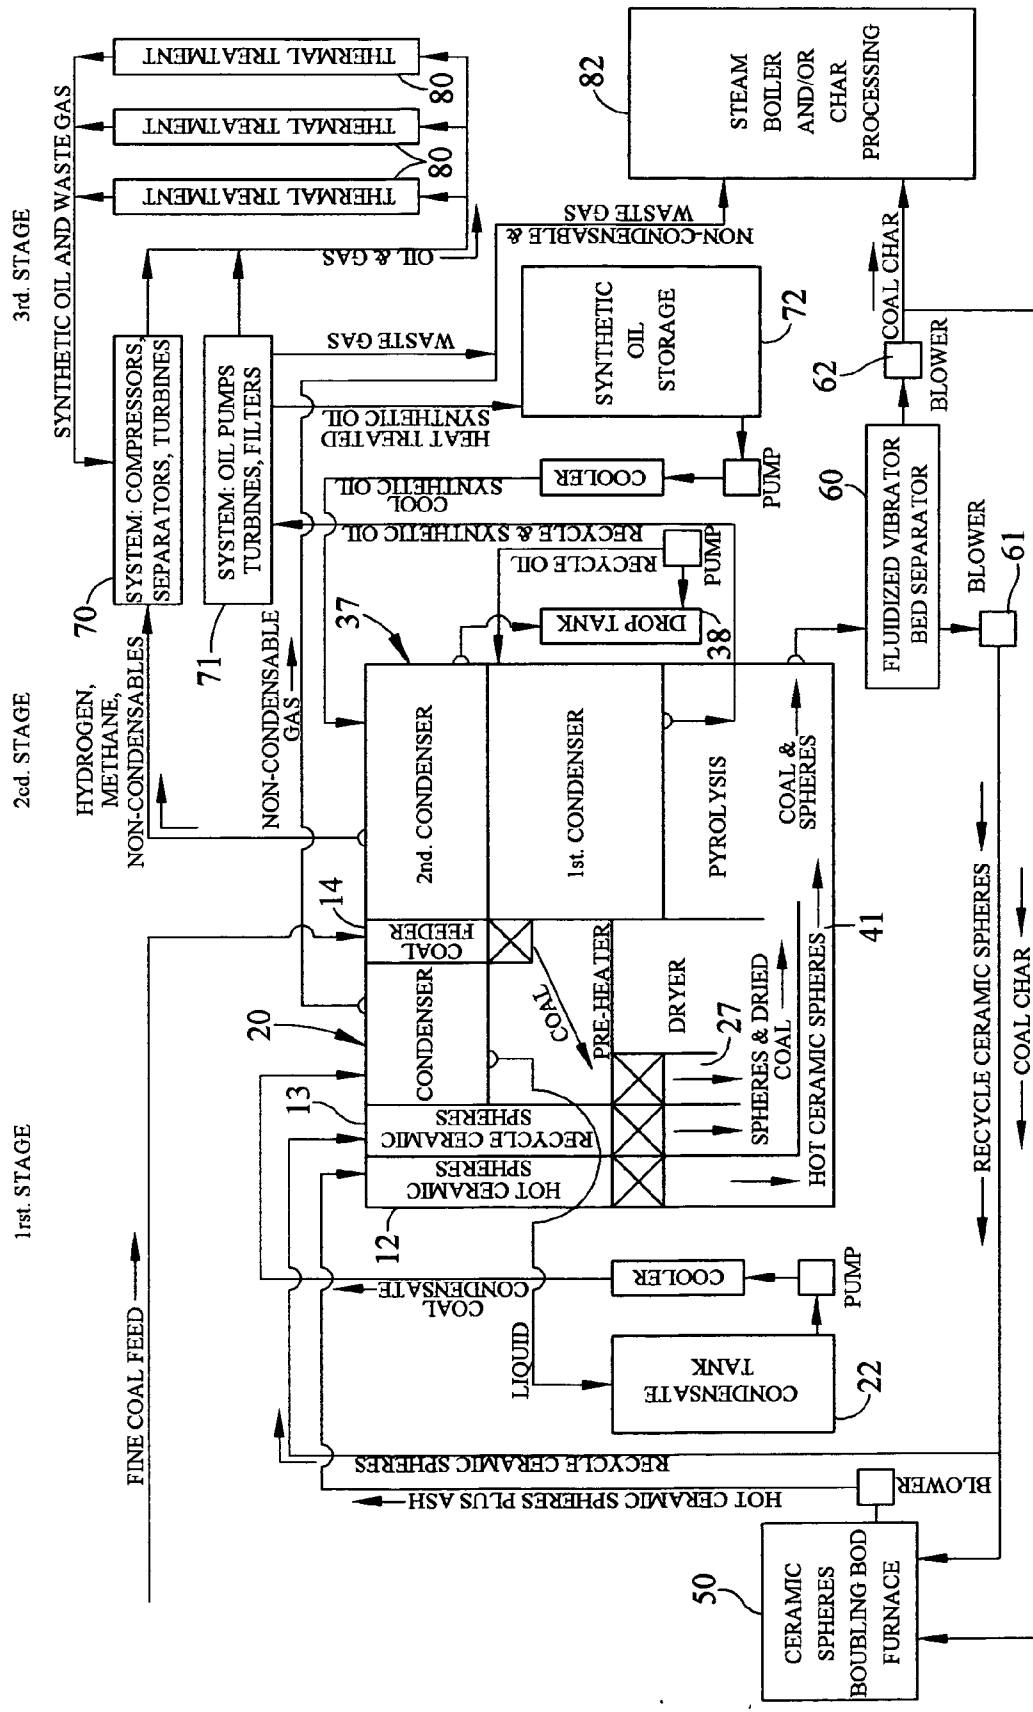 1rst. STAGE
2cd. STAGE
3rd. STAGE
FINE COAL FEED
HYDROGEN,
METHANE,
NON-CONDENSABLES
SYNTHETIC OIL AND WASTE GAS
70
SYSTEM: COMPRESSORS,
SEPARATORS, TURBINES
71
SYSTEM: OIL PUMPS
TURBINES, FILTERS
THERMAL TREATMENT
THERMAL TREATMENT
THERMAL TREATMENT
80
80
OIL & GAS
NON-CONDENSABLE
GAS
WASTE GAS
HEAT TREATED
SYNTHETIC OIL
NON-CONDENSABLE &
WASTE GAS
COOL
SYNTHETIC OIL
RECYCLE & SYNTHETIC OIL
RECYCLE OIL
COOLER
PUMP
SYNTHETIC
OIL
STORAGE
72
82
STEAM
BOILER
AND/OR
CHAR
PROCESSING
PUMP
DROP TANK
38
37
2nd. CONDENSER
1st. CONDENSER
PYROLYSIS
COAL &
SPHERES
14
COAL
FEEDER
20
CONDENSER
13
RECYCLE CERAMIC
SPHERES
12
HOT CERAMIC
SPHERES
COAL
PRE-HEATER
DRYER
27
SPHERES & DRIED
COAL
HOT CERAMIC SPHERES
41
COAL
CONDENSATE
COOLER
PUMP
LIQUID
CONDENSATE
TANK
22
RECYCLE CERAMIC SPHERES
HOT CERAMIC SPHERES PLUS ASH
BLOWER
50
CERAMIC
SPHERES
BOUBLING BOD
FURNACE
60
FLUIDIZED VIBRATOR
BED SEPARATOR
62
BLOWER
COAL CHAR
BLOWER
61
RECYCLE CERAMIC SPHERES
COAL CHAR